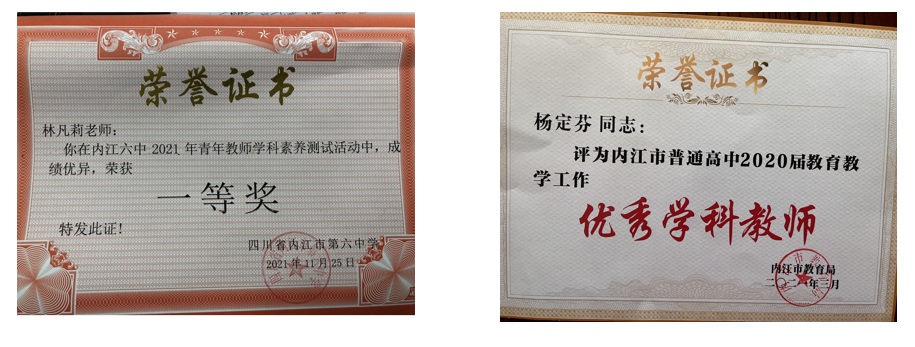 荣誉证书
林凡莉老师：
你在内江六中 2021 年青年教师学科素养测试活动中，成
绩优异，荣获
一等奖
特发此证！
四川省内江市第六中学
2021年11月25日
荣誉证书
杨定芬 同志：
评为内江市普通高中2020届教育教
学工作
优秀学科教师
内江市教育局
二〇二一年三月